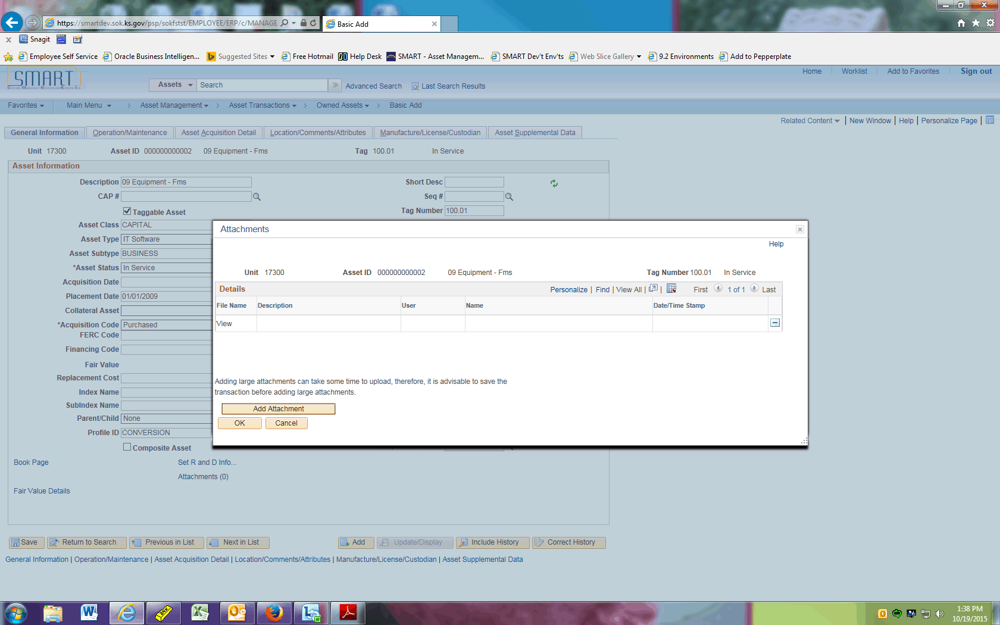 https://smartdev.sok.ks.gov/psp/sokfstst/EMPLOYEE/ERP/c/MANAGE
Basic Add
Snagit
Employee Self Service
Oracle Business Intelligen...
Suggested Sites
Free Hotmail
Help Desk
SMART - Asset Managem...
SMART Dev't Env'ts
Web Slice Gallery
9.2 Environments
Add to Pepperplate
SMART
Home
Worklist
Add to Favorites
Sign out
Assets
Search
Advanced Search
Last Search Results
Favorites
Main Menu > Asset Management > Asset Transactions > Owned Assets > Basic Add
Related Content | New Window | Help | Personalize Page |
General Information
Operation/Maintenance
Asset Acquisition Detail
Location/Comments/Attributes
Manufacture/License/Custodian
Asset Supplemental Data
Unit 17300 Asset ID 000000000002 09 Equipment - Fms Tag 100.01 In Service
Asset Information
Description 09 Equipment - Fms Short Desc
CAP # Seq #
Taggable Asset Tag Number 100.01
Asset Class CAPITAL
Asset Type IT Software
Asset Subtype BUSINESS
*Asset Status In Service
Acquisition Date
Placement Date 01/01/2009
Collateral Asset
*Acquisition Code Purchased
FERC Code
Financing Code
Fair Value
Replacement Cost
Index Name
SubIndex Name
Parent/Child None
Profile ID CONVERSION
Composite Asset
Attachments
Help
Unit 17300 Asset ID 000000000002 09 Equipment - Fms Tag Number 100.01 In Service
Details Personalize | Find | View All | | First 1 of 1 Last
File Name Description User Name Date/Time Stamp
View
Adding large attachments can take some time to upload, therefore, it is advisable to save the
transaction before adding large attachments.
Add Attachment
OK Cancel
Book Page Set R and D Info...
Attachments (0)
Fair Value Details
Save Return to Search Previous in List Next in List Add Update/Display Include History Correct History
General Information | Operation/Maintenance | Asset Acquisition Detail | Location/Comments/Attributes | Manufacture/License/Custodian | Asset Supplemental Data
1:38 PM
10/19/2015